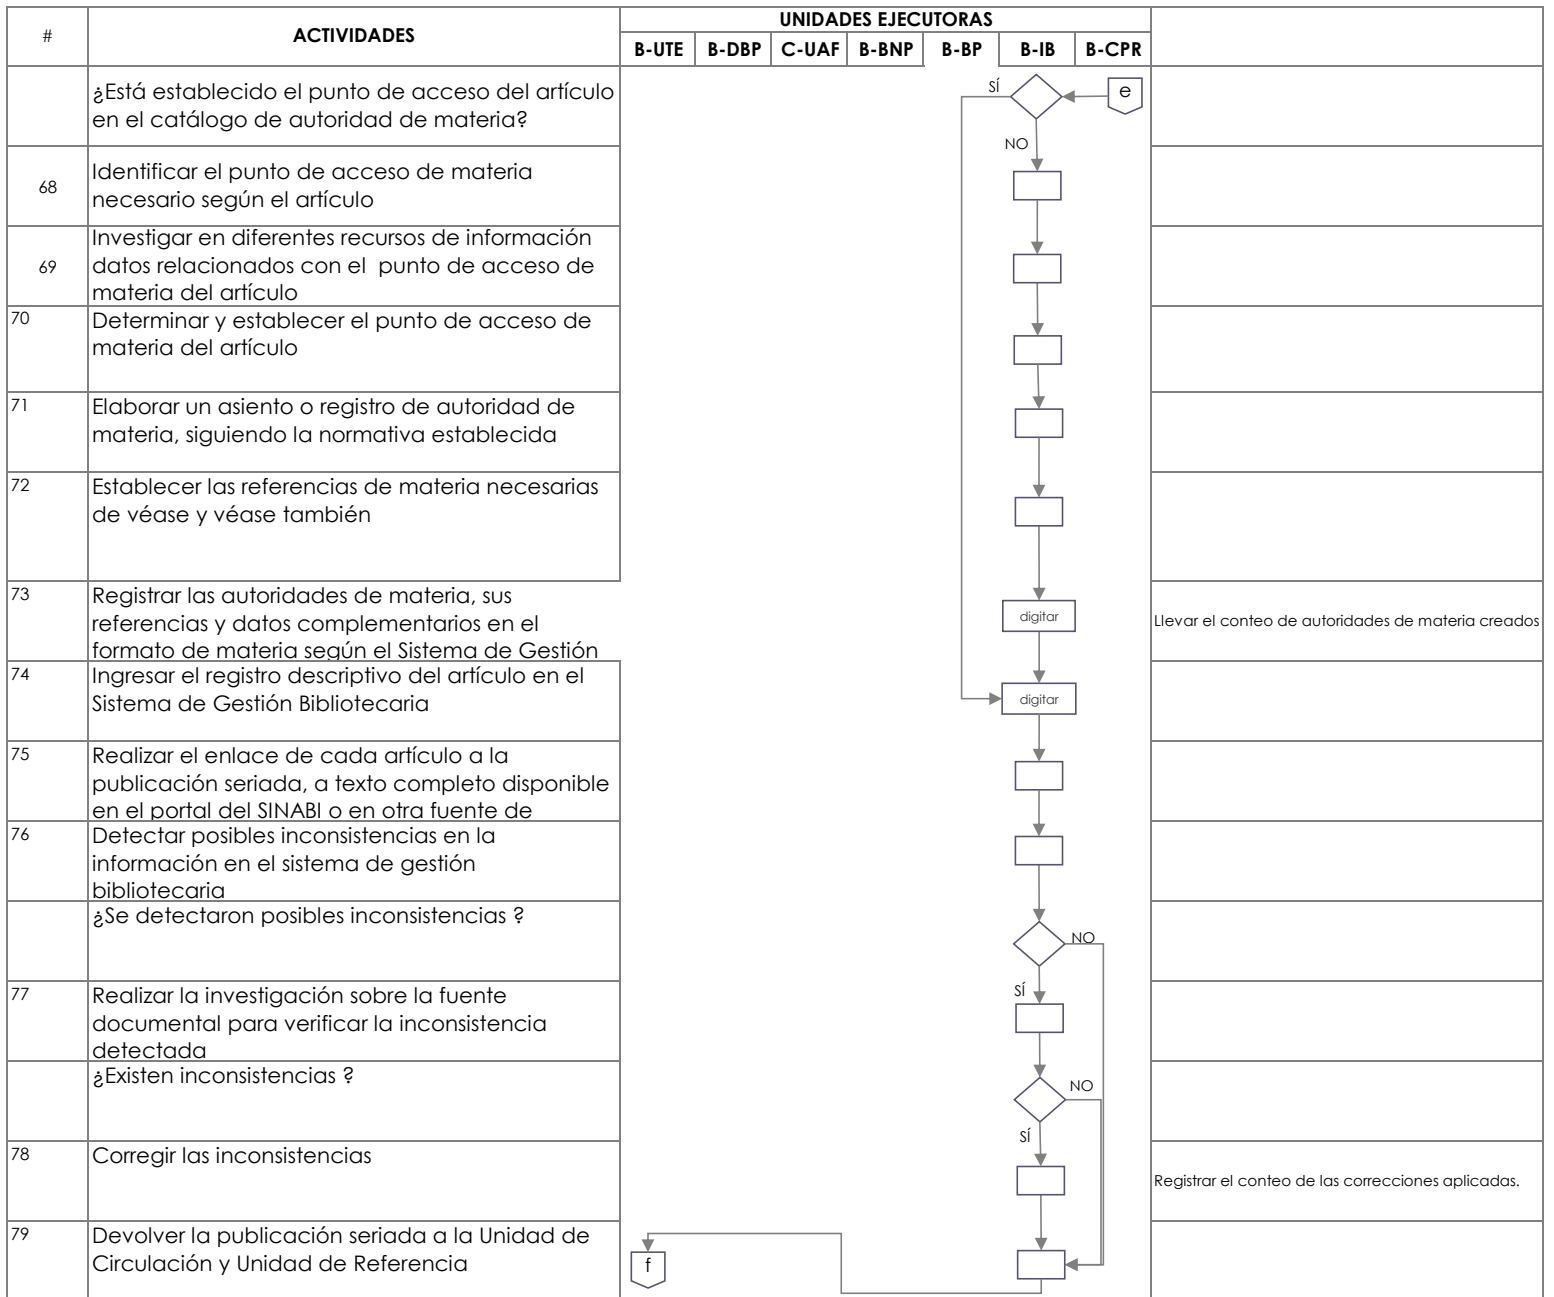 UNIDADES EJECUTORAS
# ACTIVIDADES
B-UTE B-DBP C-UAF B-BNP B-BP B-IB B-CPR
¿Está establecido el punto de acceso del artículo
en el catálogo de autoridad de materia?
SÍ
e
NO
68 Identificar el punto de acceso de materia
necesario según el artículo
Investigar en diferentes recursos de información
69 datos relacionados con el punto de acceso de
materia del artículo
70 Determinar y establecer el punto de acceso de
materia del artículo
71 Elaborar un asiento o registro de autoridad de
materia, siguiendo la normativa establecida
72 Establecer las referencias de materia necesarias
de véase y véase también
73 Registrar las autoridades de materia, sus
referencias y datos complementarios en el
formato de materia según el Sistema de Gestión
digitar
Llevar el conteo de autoridades de materia creados
74 Ingresar el registro descriptivo del artículo en el
Sistema de Gestión Bibliotecaria
digitar
75 Realizar el enlace de cada artículo a la
publicación seriada, a texto completo disponible
en el portal del SINABI o en otra fuente de
76 Detectar posibles inconsistencias en la
información en el sistema de gestión
bibliotecaria
¿Se detectaron posibles inconsistencias ?
NO
77 Realizar la investigación sobre la fuente
documental para verificar la inconsistencia
detectada
SÍ
¿Existen inconsistencias ?
NO
SÍ
78 Corregir las inconsistencias
Registrar el conteo de las correcciones aplicadas.
79 Devolver la publicación seriada a la Unidad de
Circulación y Unidad de Referencia
f